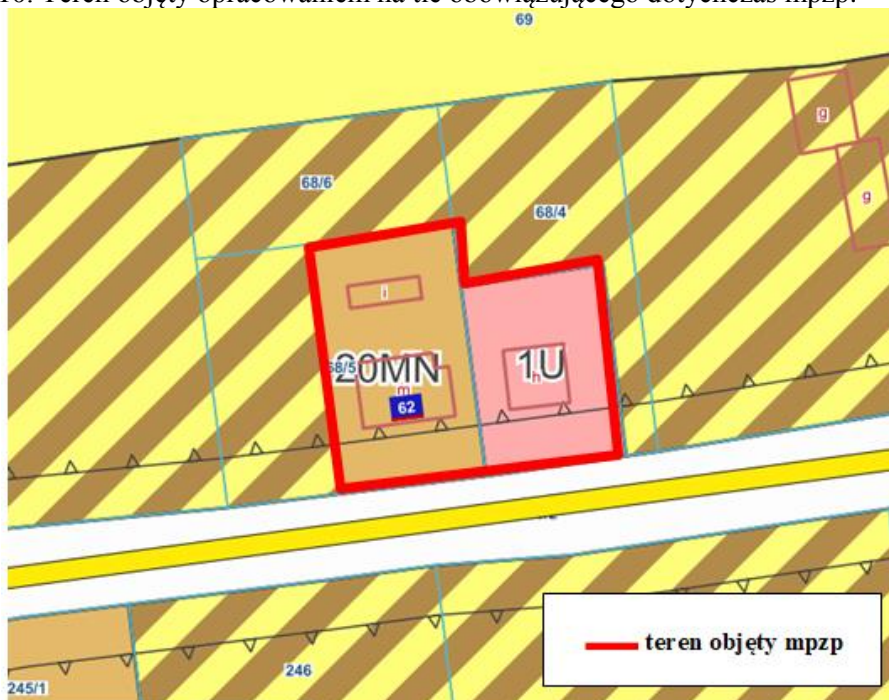 10. Teren objęty opracowaniem na tle obowiązującego dotychczas mpzp.
69
g
68/6
g
68/4
i
68/5
20MN
1U
h
m
62
teren objęty mpzp
246
245/1